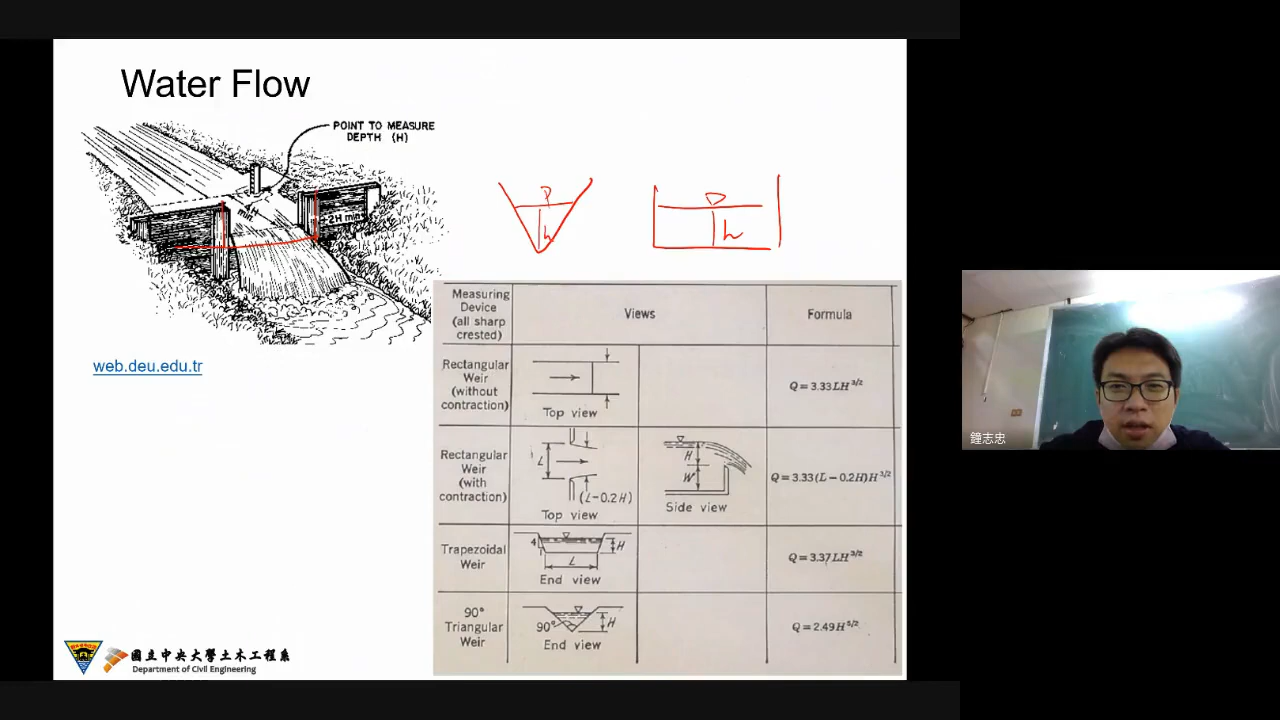 Water Flow
POINT TO MEASURE
DEPTH (H)
4H
min
2H min
h
h
web.deu.edu.tr
Measuring
Device
(all sharp
crested)
Views
Formula
Rectangular
Weir
(without
contraction)
Top view
Q = 3.33LH^3/2
Rectangular
Weir
(with
contraction)
L
(L-0.2H)
Top view
H
W
Side view
Q = 3.33(L - 0.2H)H^3/2
Trapezoidal
Weir
4
H
L
End view
Q = 3.37LH^3/2
90°
Triangular
Weir
90°
H
End view
Q = 2.49H^5/2
國立中央大學土木工程系
Department of Civil Engineering
鐘志忠